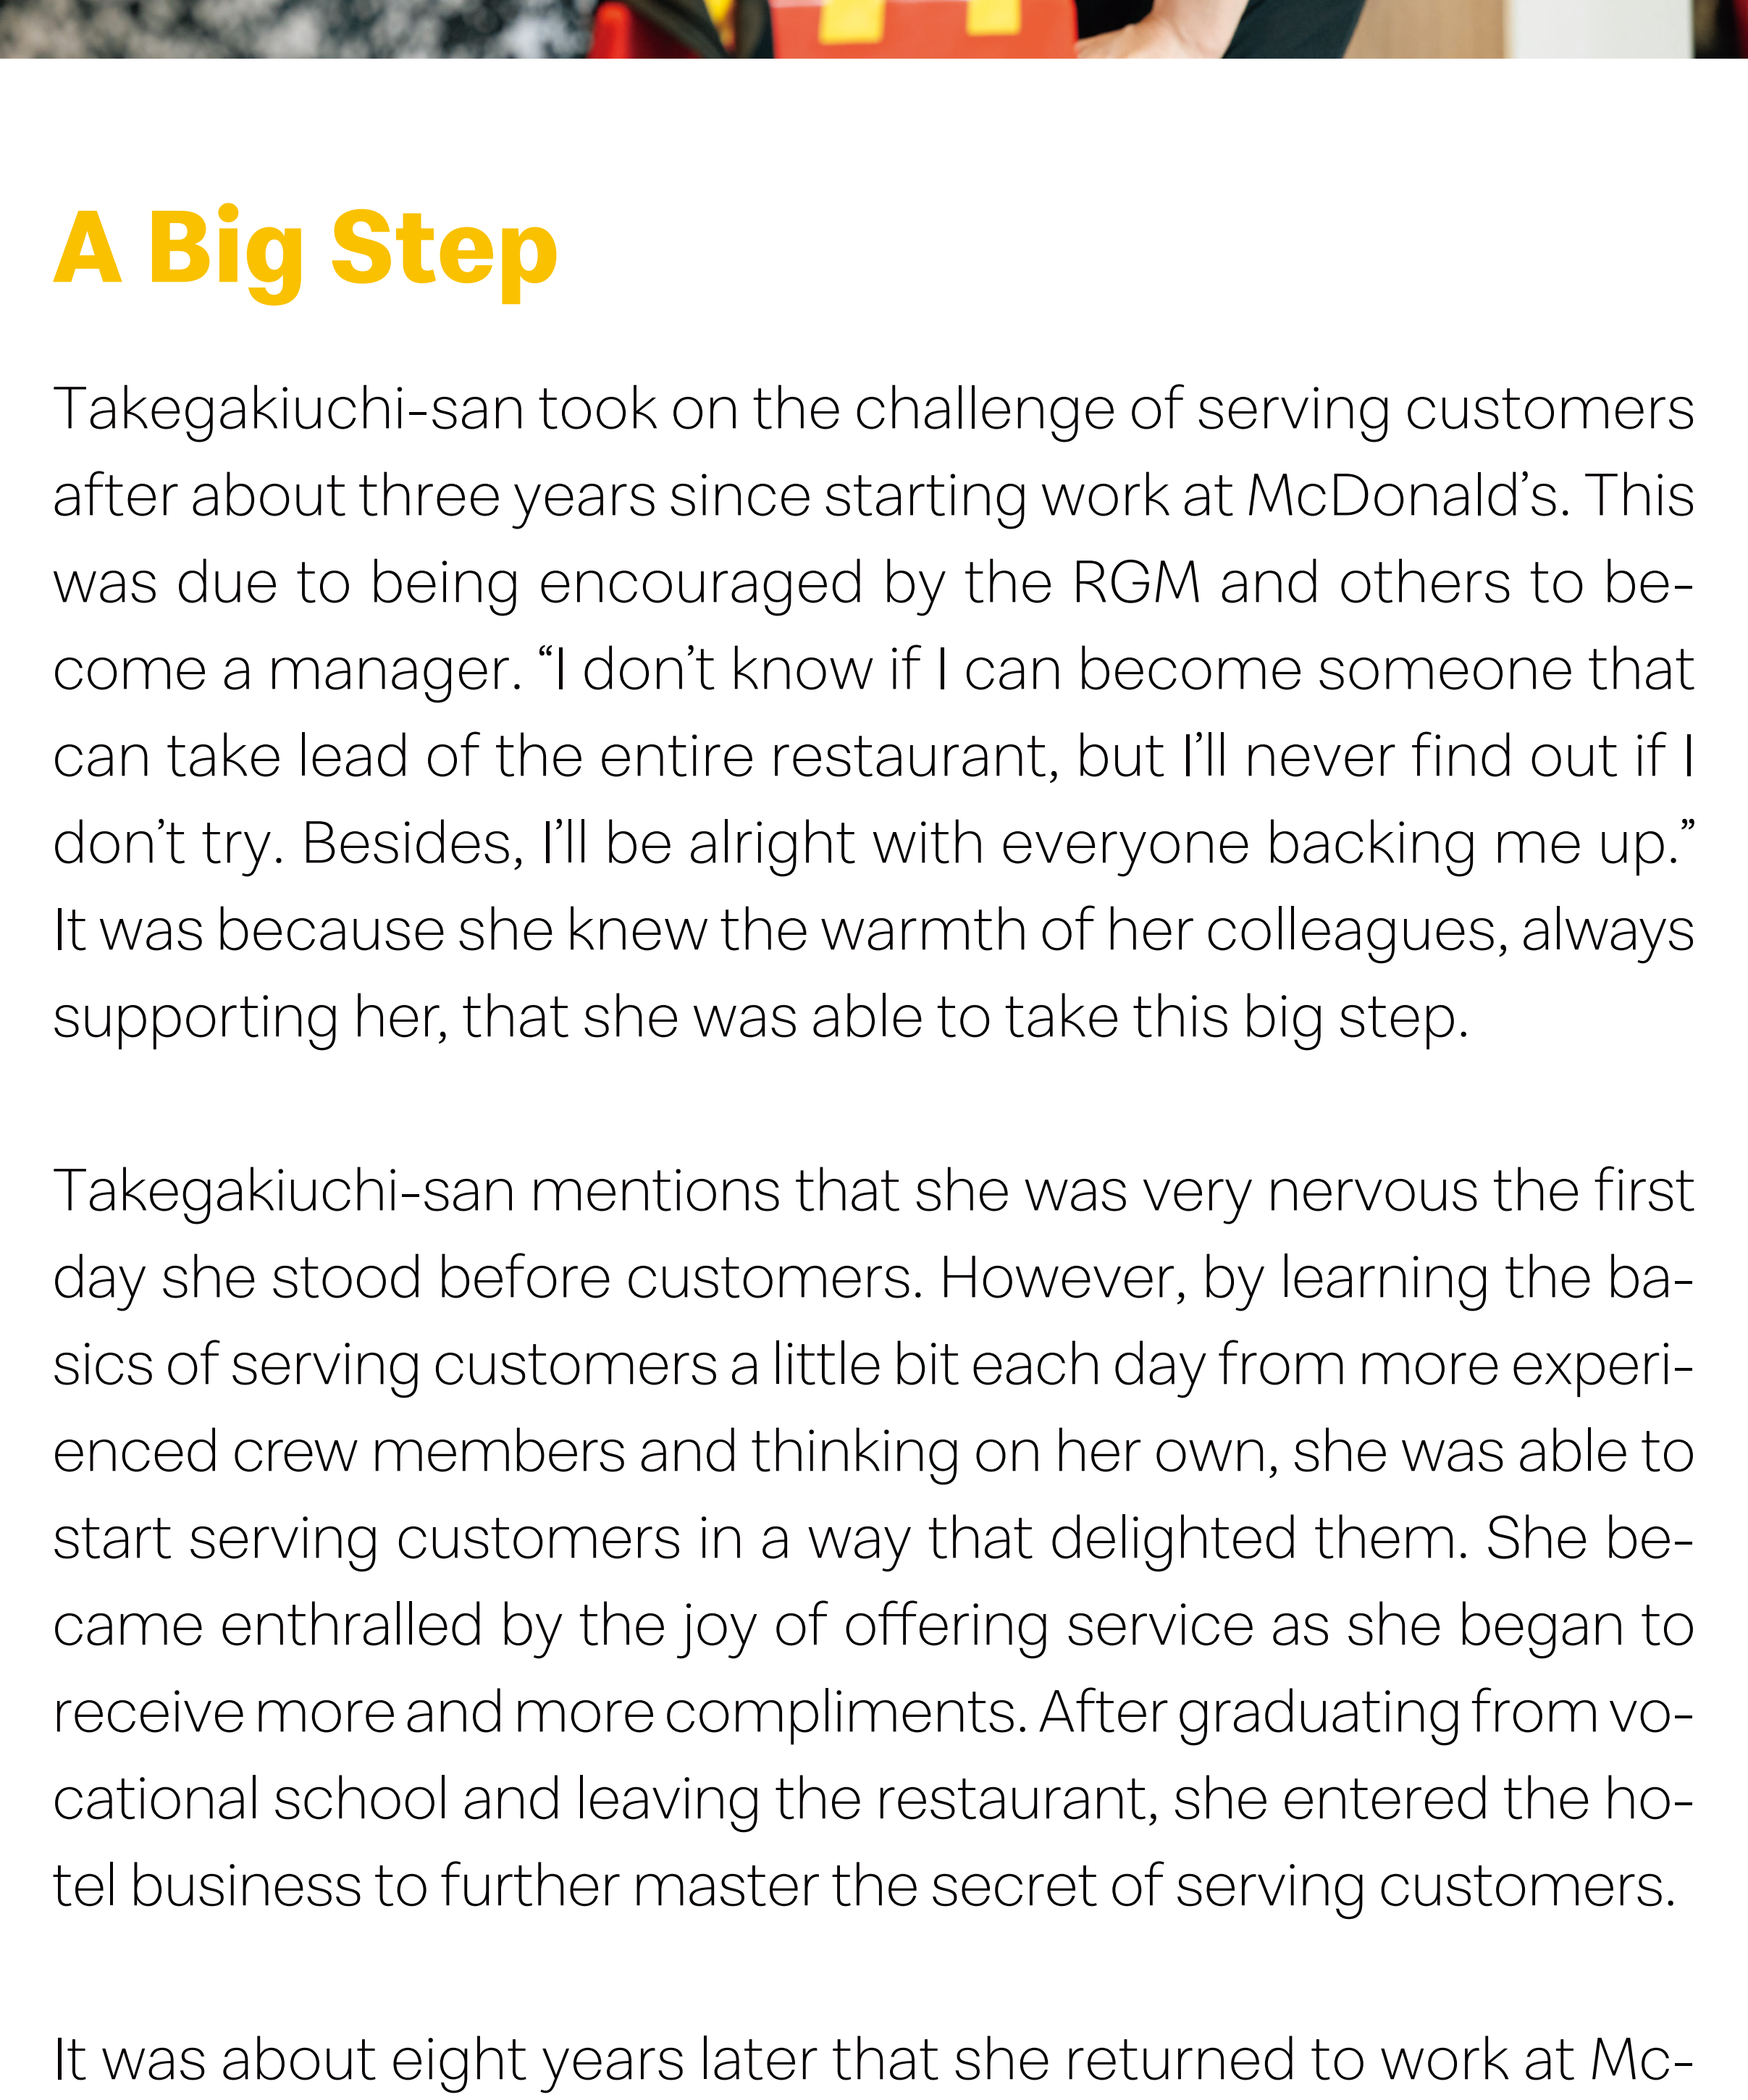 A Big Step
Takegakiuchi-san took on the challenge of serving customers
after about three years since starting work at McDonald’s. This
was due to being encouraged by the RGM and others to be-
come a manager. “I don’t know if I can become someone that
can take lead of the entire restaurant, but I’ll never find out if I
don’t try. Besides, I’ll be alright with everyone backing me up.”
It was because she knew the warmth of her colleagues, always
supporting her, that she was able to take this big step.
Takegakiuchi-san mentions that she was very nervous the first
day she stood before customers. However, by learning the ba-
sics of serving customers a little bit each day from more experi-
enced crew members and thinking on her own, she was able to
start serving customers in a way that delighted them. She be-
came enthralled by the joy of offering service as she began to
receive more and more compliments. After graduating from vo-
cational school and leaving the restaurant, she entered the ho-
tel business to further master the secret of serving customers.
It was about eight years later that she returned to work at Mc-